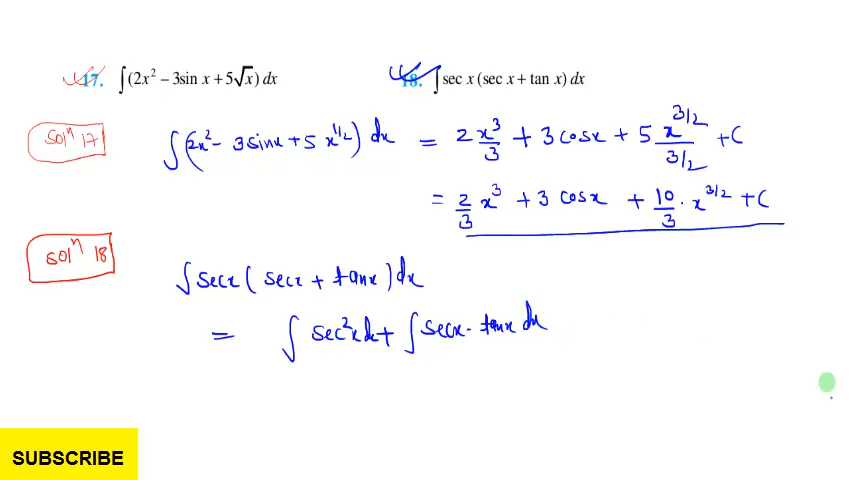 17. ∫(2x² – 3sin x + 5√x) dx 18. ∫sec x (sec x + tan x) dx
Solⁿ 17 ∫(2x² - 3sinx + 5 x^1/2) dx = 2 x³/3 + 3cosx + 5 x^3/2/3/2 + C
= 2/3 x³ + 3 cosx + 10/3 . x^3/2 + C
Solⁿ 18
∫secx (secx + tanx) dx
= ∫ sec²x dx + ∫ secx · tanx dx
SUBSCRIBE